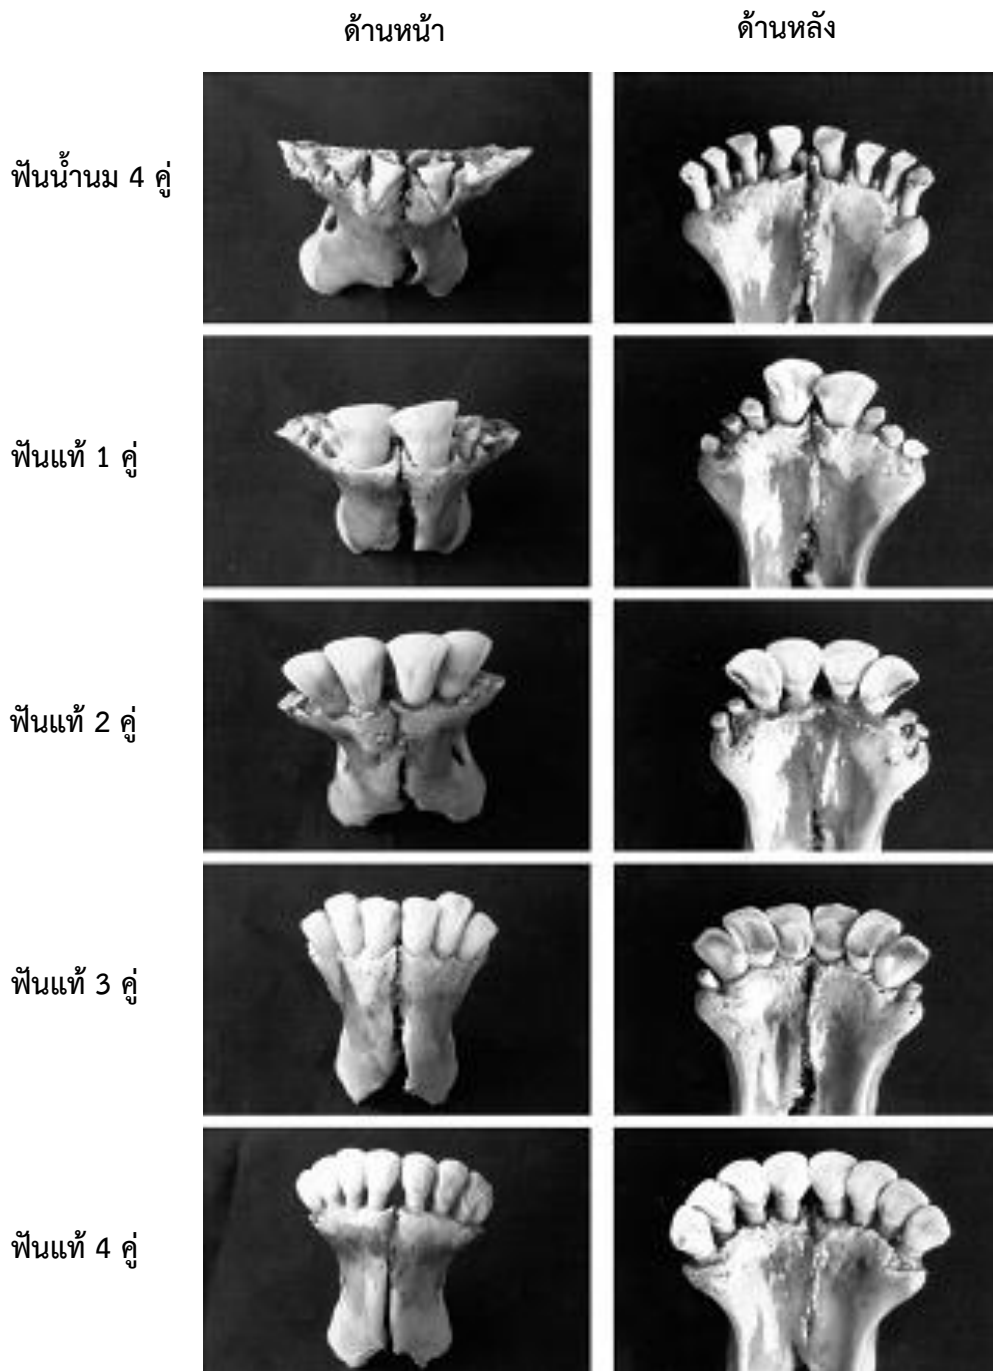 ด้านหน้า ด้านหลัง
ฟันน้ำนม 4 คู่
ฟันแท้ 1 คู่
ฟันแท้ 2 คู่
ฟันแท้ 3 คู่
ฟันแท้ 4 คู่